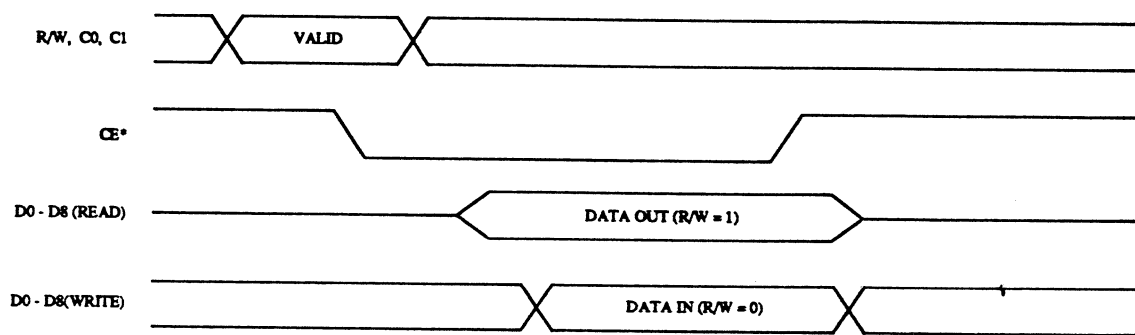 R/W, C0, C1
VALID
CE*
D0 - D8 (READ)
DATA OUT (R/W = 1)
D0 - D8(WRITE)
DATA IN (R/W = 0)